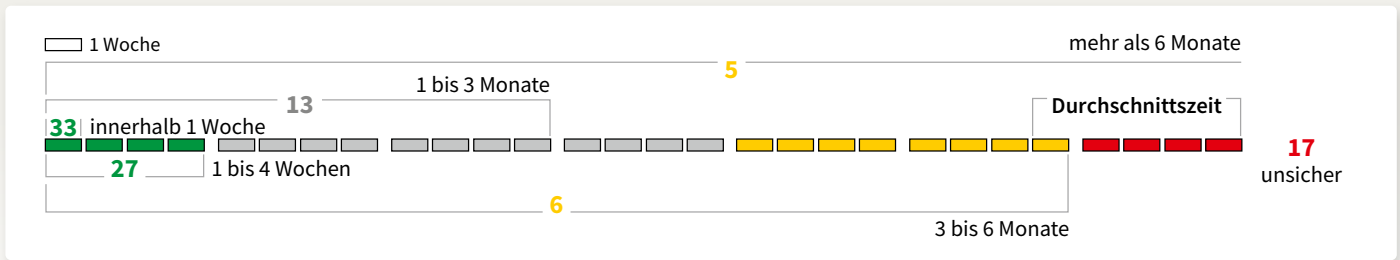 1 Woche
mehr als 6 Monate
5
1 bis 3 Monate
13
Durchschnittszeit
33 innerhalb 1 Woche
17
unsicher
27
1 bis 4 Wochen
6
3 bis 6 Monate